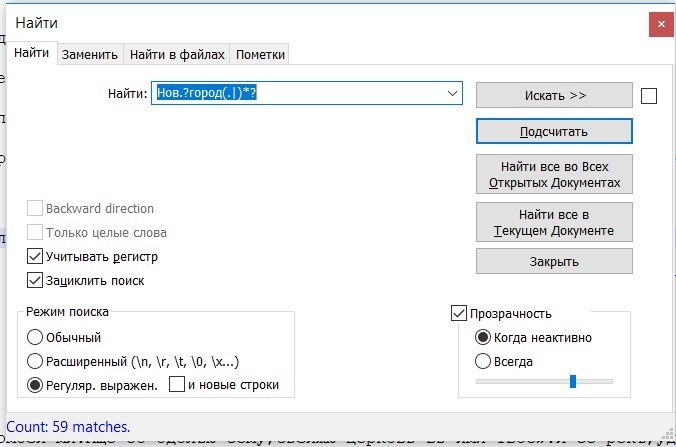 Найти
Найти Заменить Найти в файлах Пометки
Найти: Нов.?город(.|)*?
Искать >>
Подсчитать
Найти все во Всех
Открытых Документах
Найти все в
Текущем Документе
Закрыть
Backward direction
Только целые слова
Учитывать регистр
Зациклить поиск
Режим поиска
Обычный
Расширенный (\n, \r, \t, \0, \x...)
Регуляр. выражен. и новые строки
Прозрачность
Когда неактивно
Всегда
Count: 59 matches.